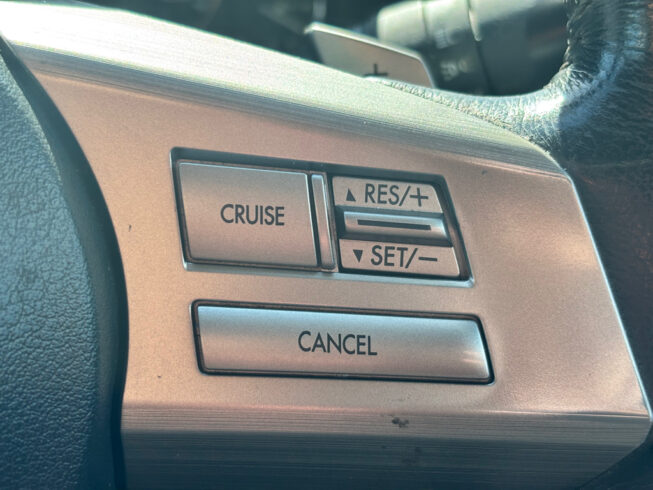 CRUISE
▲ RES/+
▼ SET/−
CANCEL
+